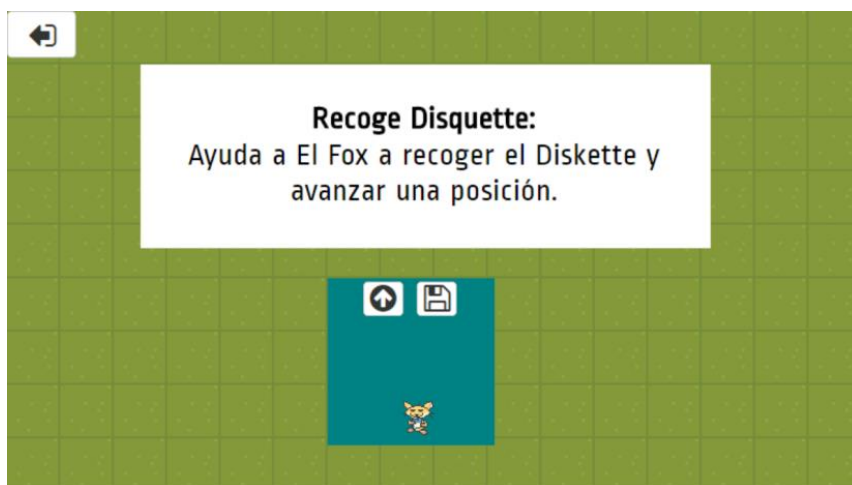 Recoge Disquette:
Ayuda a El Fox a recoger el Diskette y
avanzar una posición.